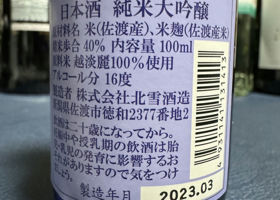 日本酒 純米大吟醸
原材料名 米(佐渡産)、米麹(佐渡産米)
精米歩合 40% 内容量 100ml
原料米 越淡麗100%使用
アルコール分 16度
製造者 株式会社北雪酒造
新潟県佐渡市徳和2377番地2
飲酒は二十歳になってから。
妊娠中や授乳期の飲酒は胎
児・乳児の発育に影響するお
それがありますので気をつけ
ましょう。
製造年月 2023.03
4931141131413